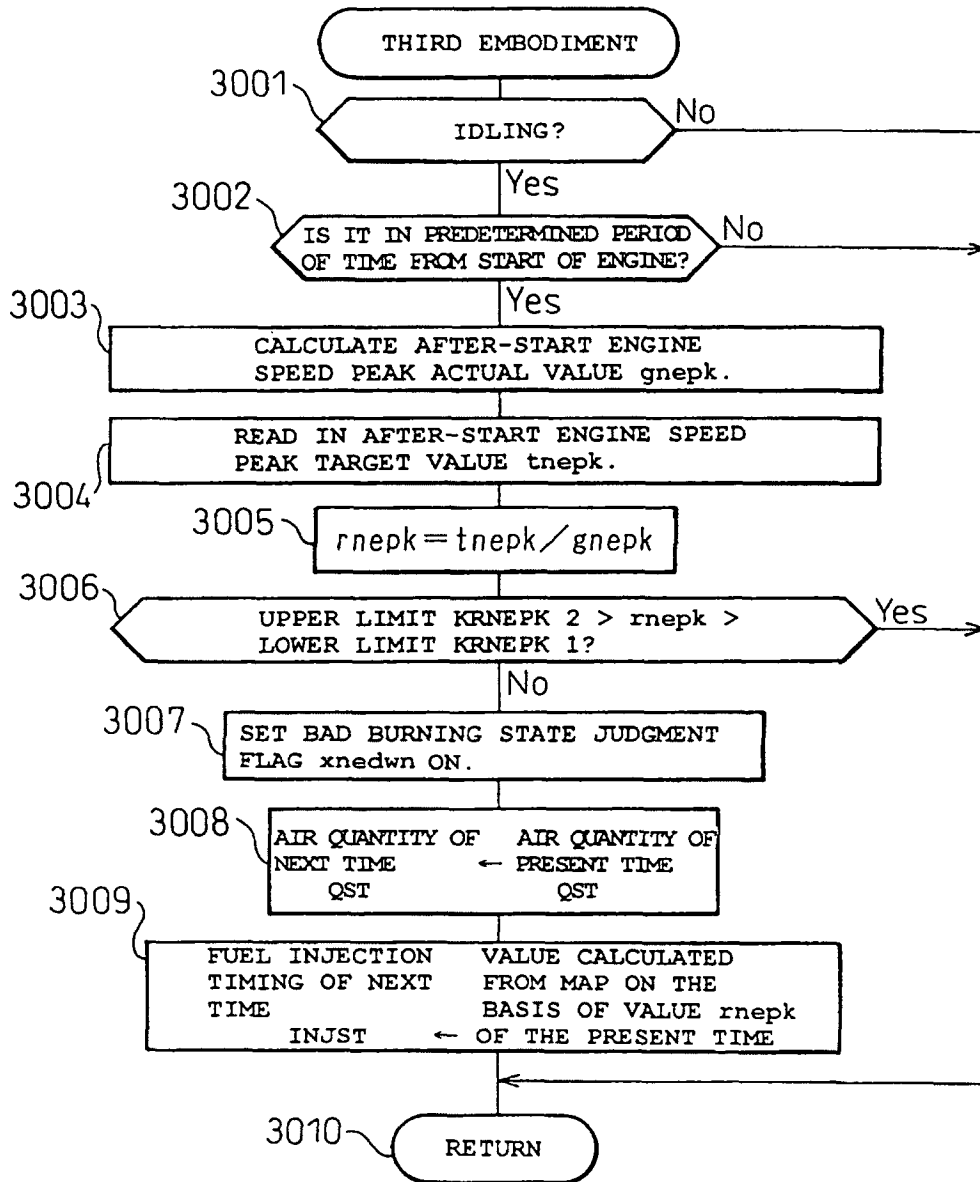 THIRD EMBODIMENT
3001
IDLING?
No
Yes
3002
IS IT IN PREDETERMINED PERIOD
OF TIME FROM START OF ENGINE?
No
Yes
3003
CALCULATE AFTER-START ENGINE
SPEED PEAK ACTUAL VALUE gnepk.
READ IN AFTER-START ENGINE SPEED
PEAK TARGET VALUE tnepk.
3004
3005
rnepk=tnepk/gnepk
3006
UPPER LIMIT KRNEPK 2 > rnepk >
LOWER LIMIT KRNEPK 1?
Yes
No
3007
SET BAD BURNING STATE JUDGMENT
FLAG xnedwn ON.
3008
AIR QUANTITY OF AIR QUANTITY OF
NEXT TIME ← PRESENT TIME
QST QST
3009
FUEL INJECTION VALUE CALCULATED
TIMING OF NEXT FROM MAP ON THE
TIME BASIS OF VALUE rnepk
INJST ← OF THE PRESENT TIME
3010
RETURN